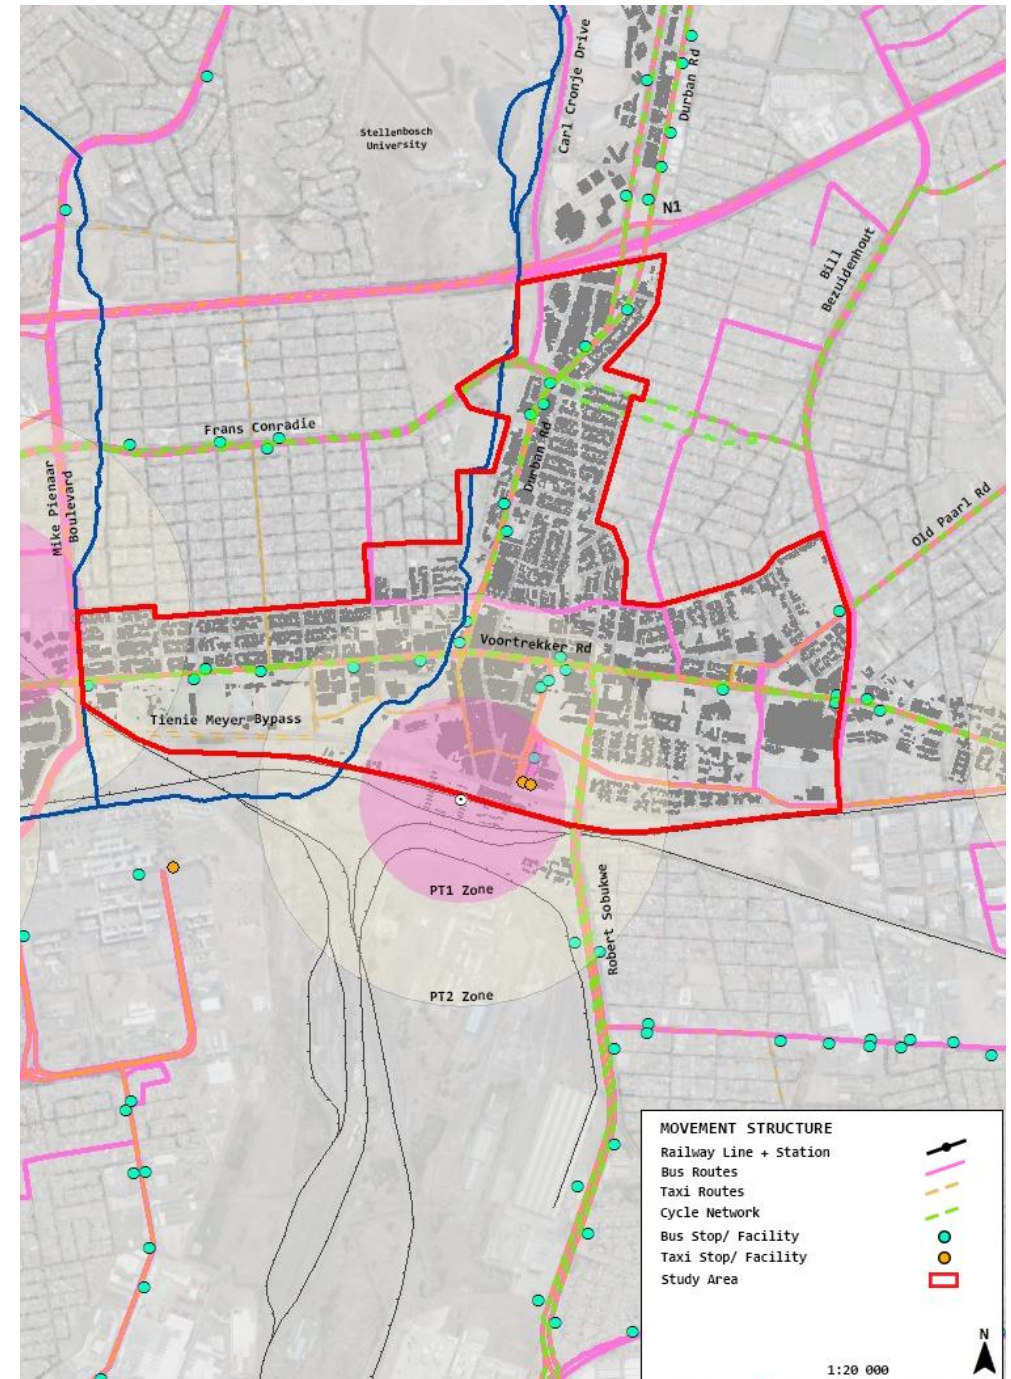 Carl Cronje Drive
Durban Rd
Stellenbosch
University
N1
Bill
Bezuidenhout
Frans Conradie
Durban Rd
Mike Pienaar
Boulevard
Old Paarl Rd
Voortrekker Rd
Tienie Meyer Bypass
PT1 Zone
Robert Sobukwe
PT2 Zone
MOVEMENT STRUCTURE
Railway Line + Station
Bus Routes
Taxi Routes
Cycle Network
Bus Stop/ Facility
Taxi Stop/ Facility
Study Area
N
1:20 000